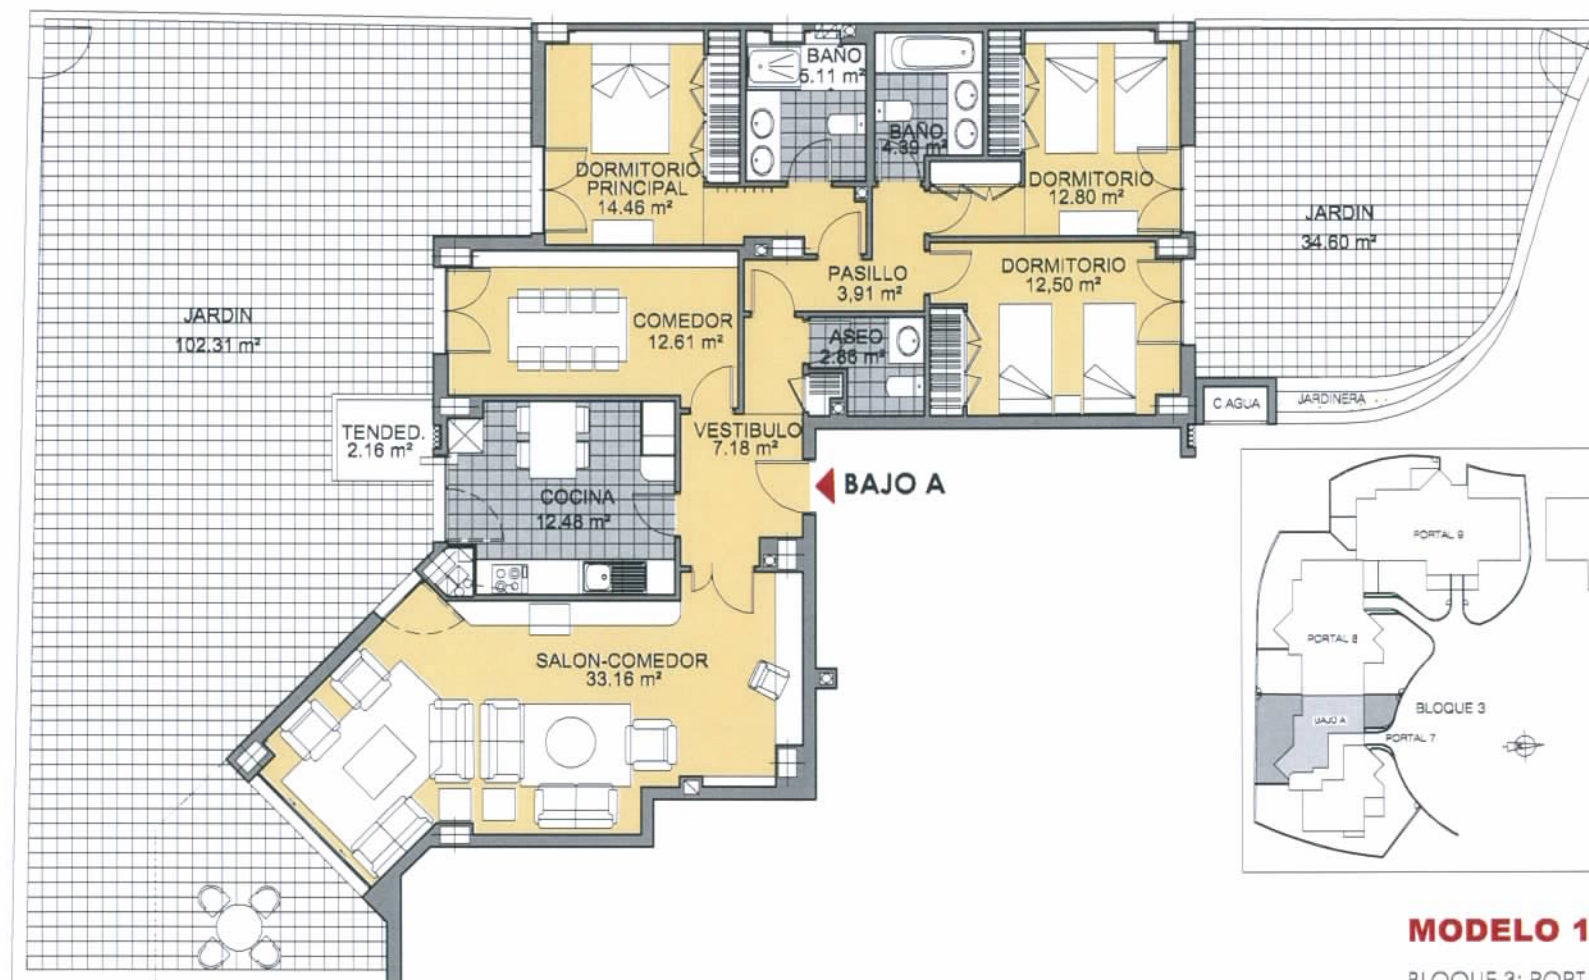 BAÑO
5.11 m²
BAÑO
4.39 m²
DORMITORIO
PRINCIPAL
14.46 m²
DORMITORIO
12.80 m²
JARDIN
34.60 m²
DORMITORIO
12,50 m²
PASILLO
3,91 m²
JARDIN
102.31 m²
COMEDOR
12.61 m²
ASEO
2.86 m²
C.AGUA
JARDINERA
TENDED.
2.16 m²
VESTIBULO
7.18 m²
BAJO A
COCINA
12.48 m²
SALON-COMEDOR
33.16 m²
PORTAL 9
PORTAL 8
BAJO A
BLOQUE 3
PORTAL 7
MODELO 1
BLOQUE 3: PORT